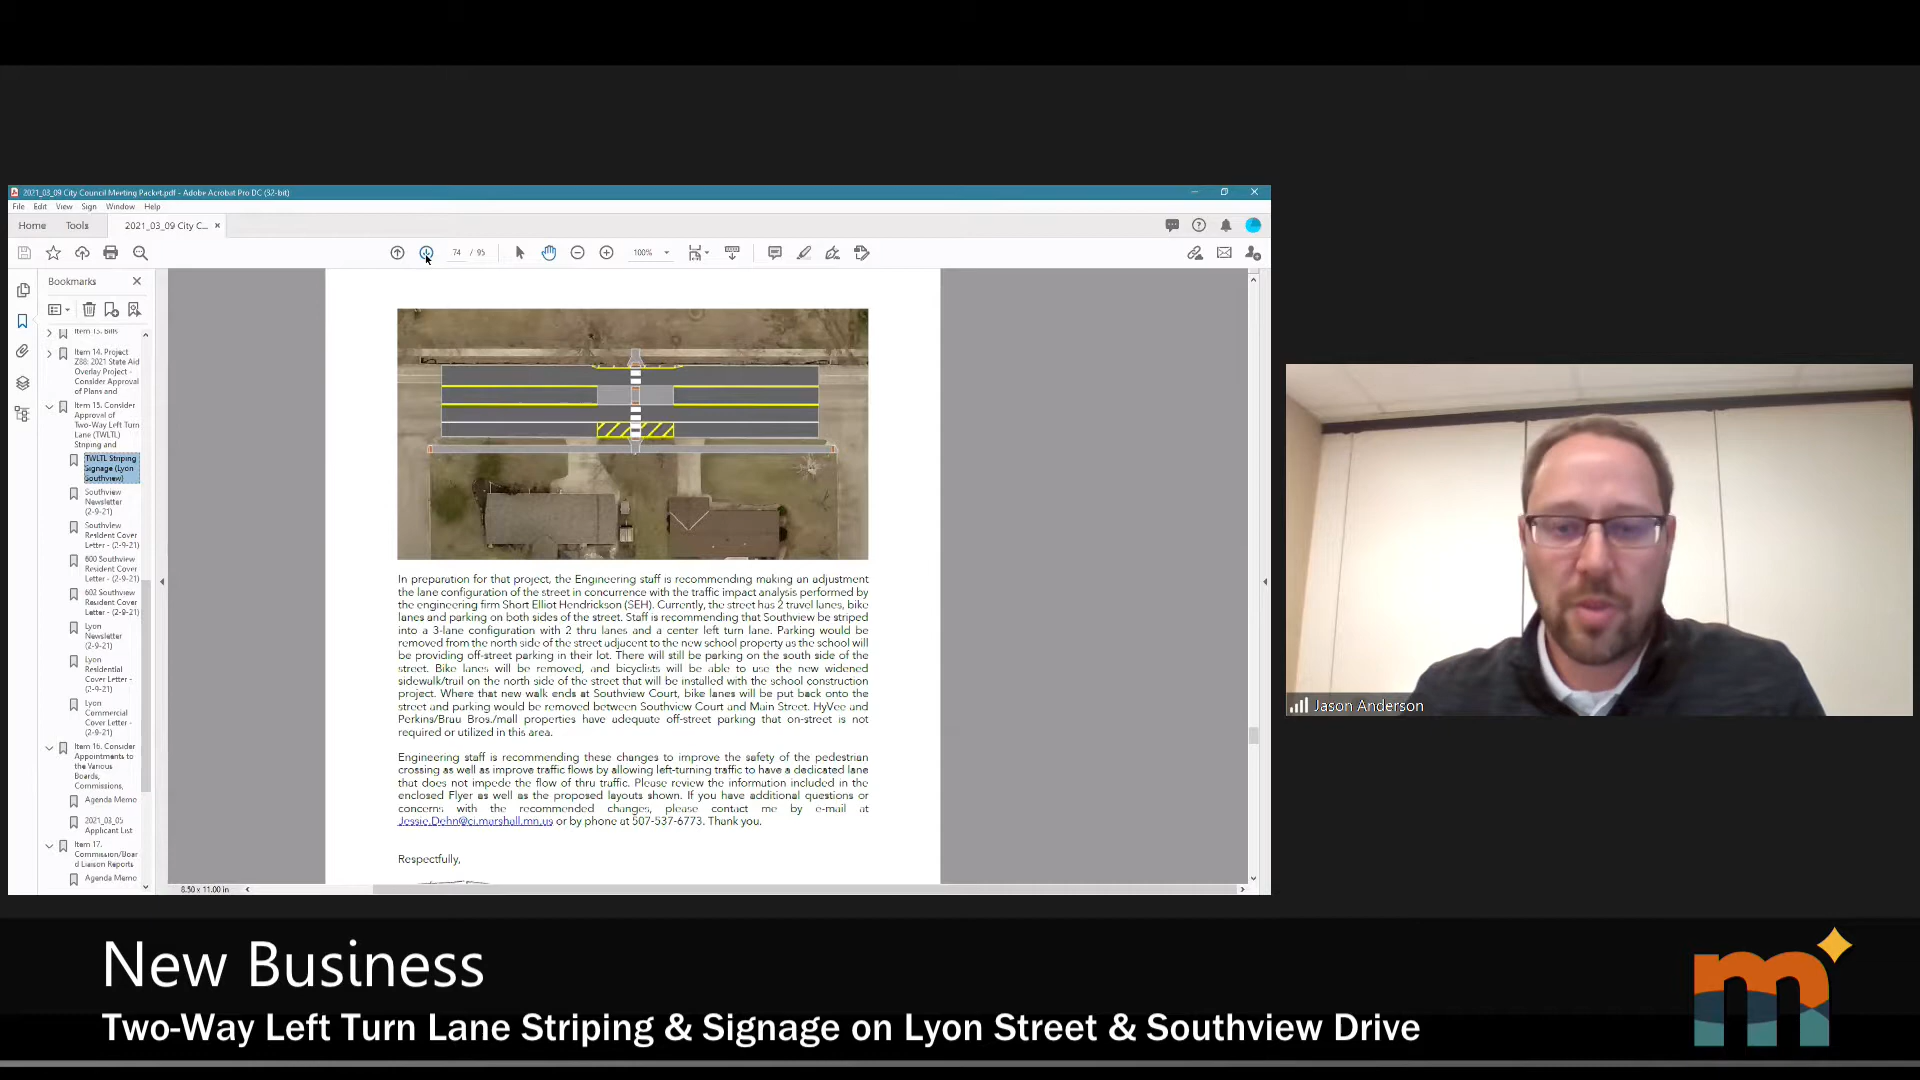 2021_03_09 City Council Meeting Packet.pdf - Adobe Acrobat Pro DC (32-bit)
File Edit View Sign Window Help
Home Tools 2021_03_09 City C... ×
74 / 95 100%
Bookmarks
Item 13. Bills
Item 14. Project
Z88: 2021 State Aid
Overlay Project -
Consider Approval
of Plans and
Item 15. Consider
Approval of
Two-Way Left Turn
Lane (TWLTL)
Striping and
TWLTL Striping
Signage (Lyon
Southview)
Southview
Newsletter
(2-9-21)
Southview
Resident Cover
Letter - (2-9-21)
600 Southview
Resident Cover
Letter - (2-9-21)
602 Southview
Resident Cover
Letter - (2-9-21)
Lyon
Newsletter
(2-9-21)
Lyon
Residential
Cover Letter -
(2-9-21)
Lyon
Commercial
Cover Letter -
(2-9-21)
Item 16. Consider
Appointments to
the Various
Boards,
Commissions,
Agenda Memo
2021_03_05
Applicant List
Item 17.
Commission/Boar
d Liaison Reports
Agenda Memo
8.50 x 11.00 in
In preparation for that project, the Engineering staff is recommending making an adjustment
the lane configuration of the street in concurrence with the traffic impact analysis performed by
the engineering firm Short Elliot Hendrickson (SEH). Currently, the street has 2 travel lanes, bike
lanes and parking on both sides of the street. Staff is recommending that Southview be striped
into a 3-lane configuration with 2 thru lanes and a center left turn lane. Parking would be
removed from the north side of the street adjacent to the new school property as the school will
be providing off-street parking in their lot. There will still be parking on the south side of the
street. Bike lanes will be removed, and bicyclists will be able to use the new widened
sidewalk/trail on the north side of the street that will be installed with the school construction
project. Where that new walk ends at Southview Court, bike lanes will be put back onto the
street and parking would be removed between Southview Court and Main Street. HyVee and
Perkins/Brau Bros./mall properties have adequate off-street parking that on-street is not
required or utilized in this area.
Engineering staff is recommending these changes to improve the safety of the pedestrian
crossing as well as improve traffic flows by allowing left-turning traffic to have a dedicated lane
that does not impede the flow of thru traffic. Please review the information included in the
enclosed Flyer as well as the proposed layouts shown. If you have additional questions or
concerns with the recommended changes, please contact me by e-mail at
Jessie.Dehn@ci.marshall.mn.us or by phone at 507-537-6773. Thank you.
Respectfully,
Jason Anderson
New Business
Two-Way Left Turn Lane Striping & Signage on Lyon Street & Southview Drive
m